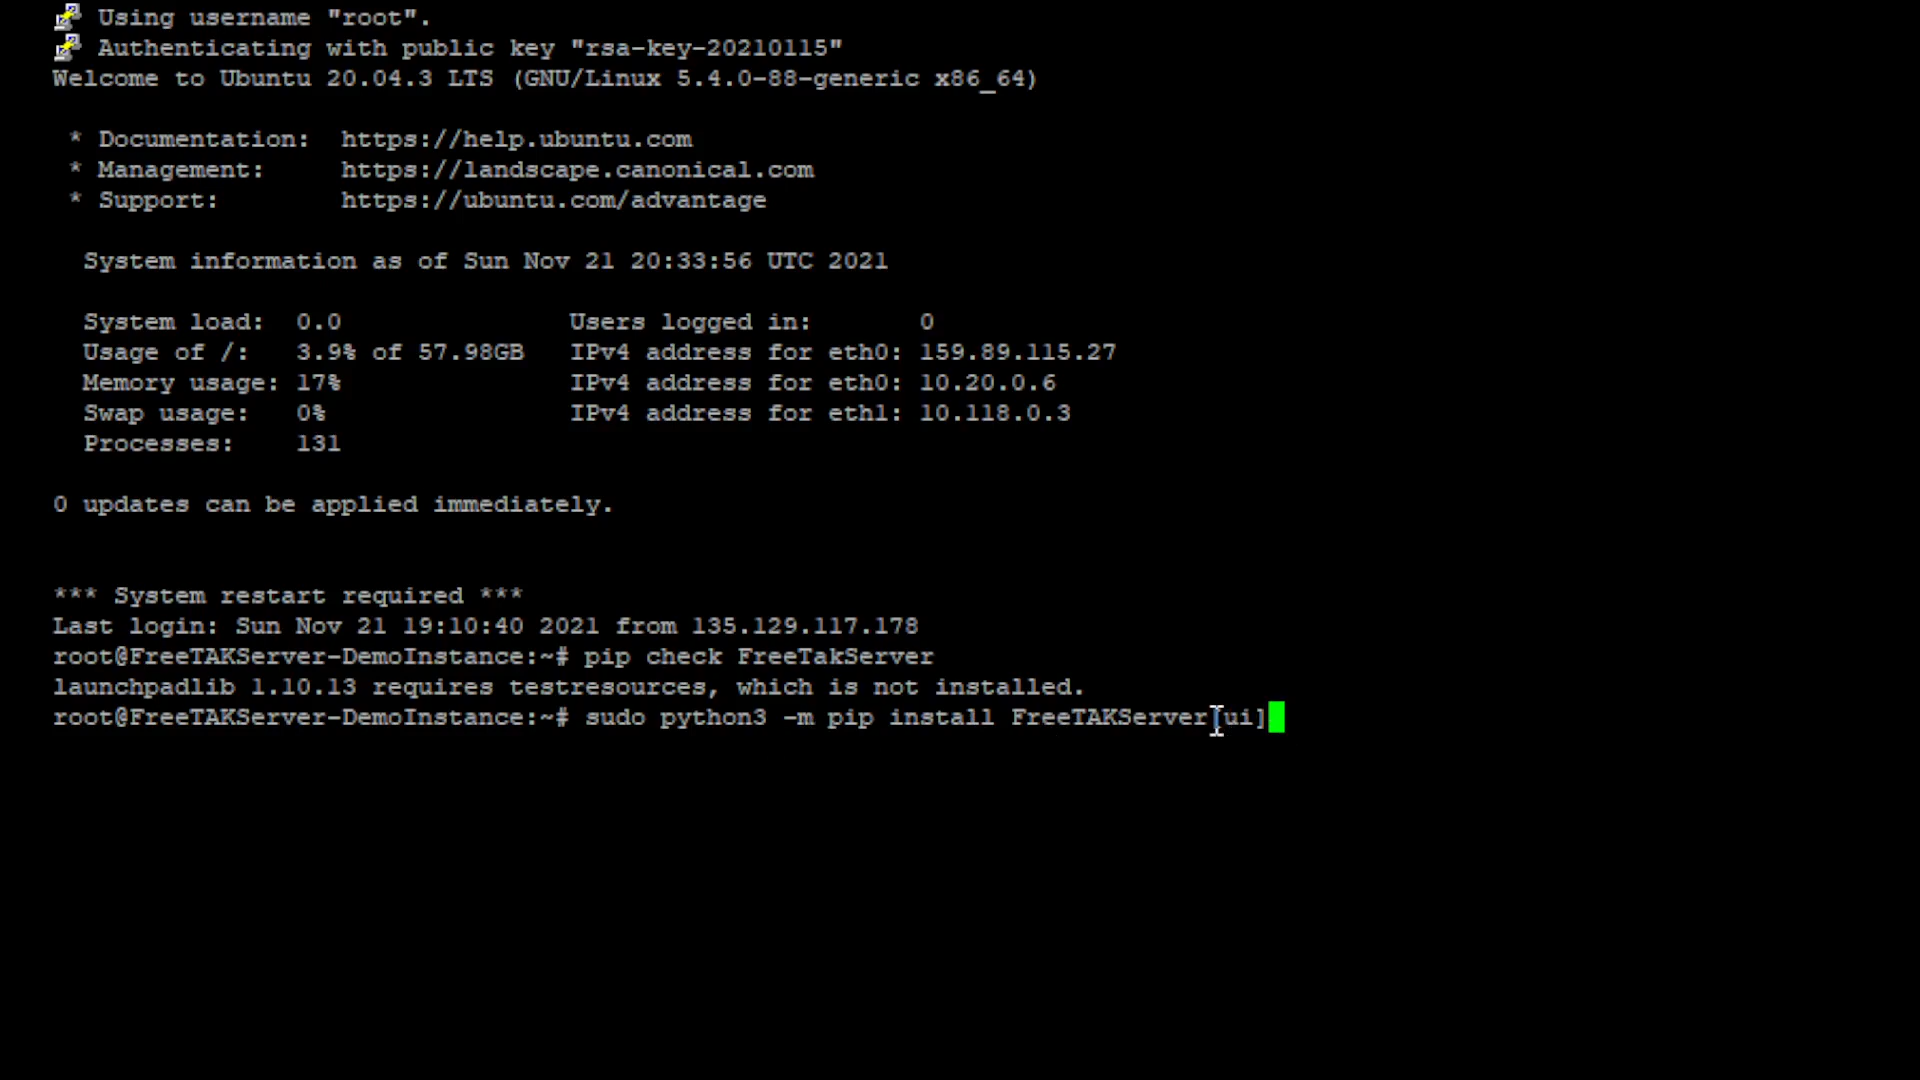 Using username "root".
Authenticating with public key "rsa-key-20210115"
Welcome to Ubuntu 20.04.3 LTS (GNU/Linux 5.4.0-88-generic x86_64)
* Documentation: https://help.ubuntu.com
* Management: https://landscape.canonical.com
* Support: https://ubuntu.com/advantage
System information as of Sun Nov 21 20:33:56 UTC 2021
System load: 0.0 Users logged in: 0
Usage of /: 3.9% of 57.98GB IPv4 address for eth0: 159.89.115.27
Memory usage: 17% IPv4 address for eth0: 10.20.0.6
Swap usage: 0% IPv4 address for eth1: 10.118.0.3
Processes: 131
0 updates can be applied immediately.
*** System restart required ***
Last login: Sun Nov 21 19:10:40 2021 from 135.129.117.178
root@FreeTAKServer-DemoInstance:~# pip check FreeTakServer
launchpadlib 1.10.13 requires testresources, which is not installed.
root@FreeTAKServer-DemoInstance:~# sudo python3 -m pip install FreeTAKServer[ui]